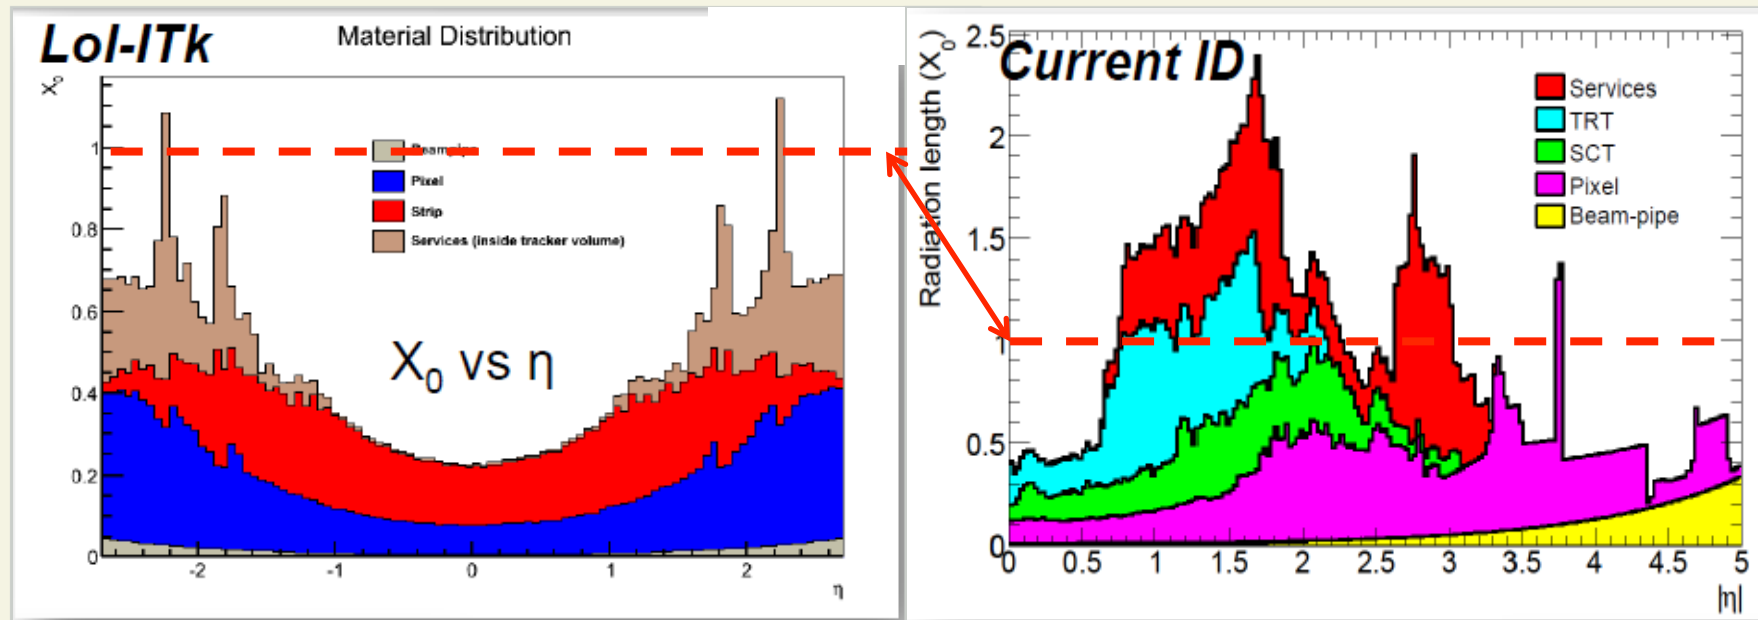 LoI-ITk
Material Distribution
X₀
1
0.8
0.6
0.4
0.2
0
Beampipe
Pixel
Strip
Services (inside tracker volume)
X₀ vs η
-2
-1
0
1
2
η
Current ID
Radiation length (X₀)
2.5
2
1.5
1
0.5
0
Services
TRT
SCT
Pixel
Beam-pipe
0
0.5
1
1.5
2
2.5
3
3.5
4
4.5
5
|η|